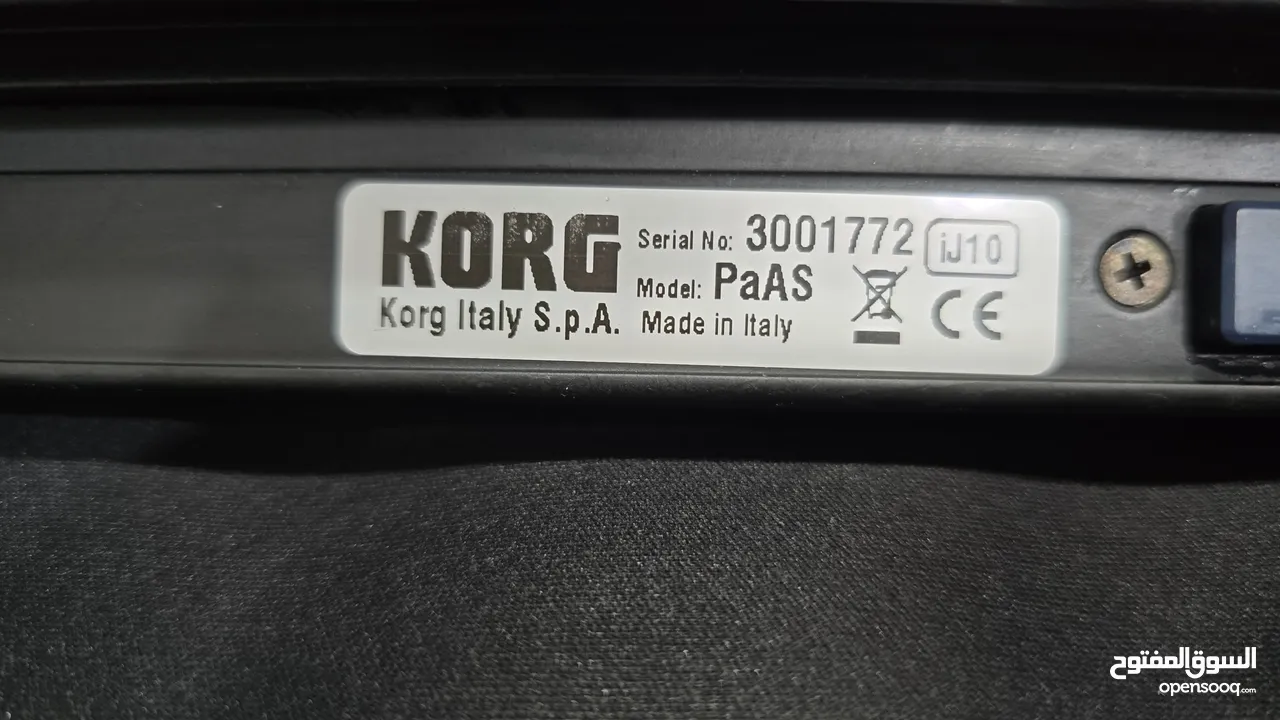 KORG
Korg Italy S.p.A.
Serial No: 3001772 iJ10
Model: PaAS
Made in Italy
CE
السوق المفتوح
opensooq.com